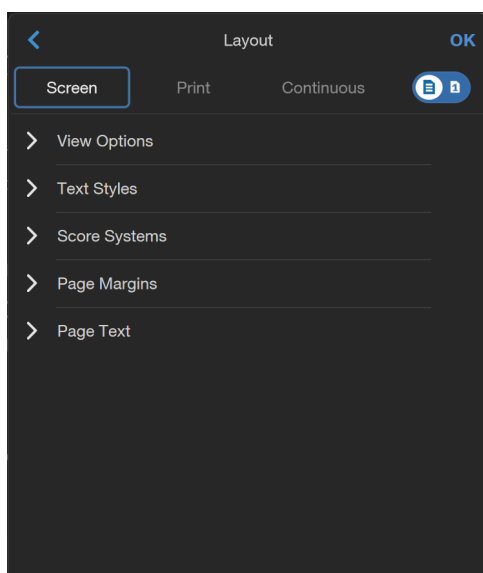 Layout
OK
Screen
Print
Continuous
View Options
Text Styles
Score Systems
Page Margins
Page Text